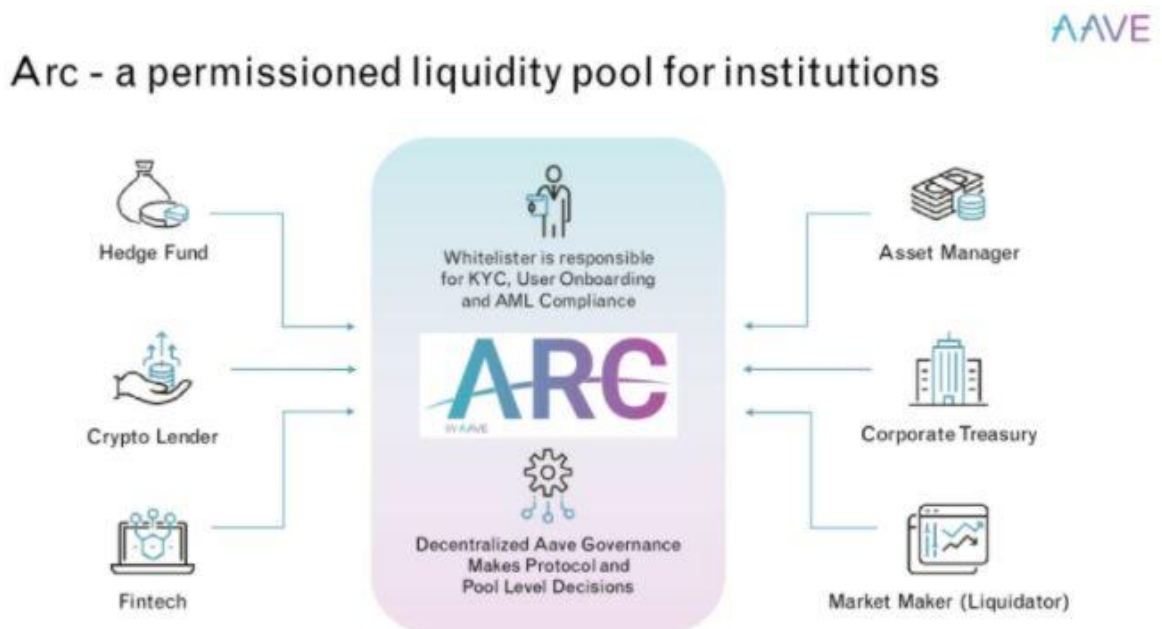 AAVE
Arc - a permissioned liquidity pool for institutions
Hedge Fund
Crypto Lender
Fintech
Whitelister is responsible
for KYC, User Onboarding
and AML Compliance
ARC
BY AAVE
Decentralized Aave Governance
Makes Protocol and
Pool Level Decisions
Asset Manager
Corporate Treasury
Market Maker (Liquidator)